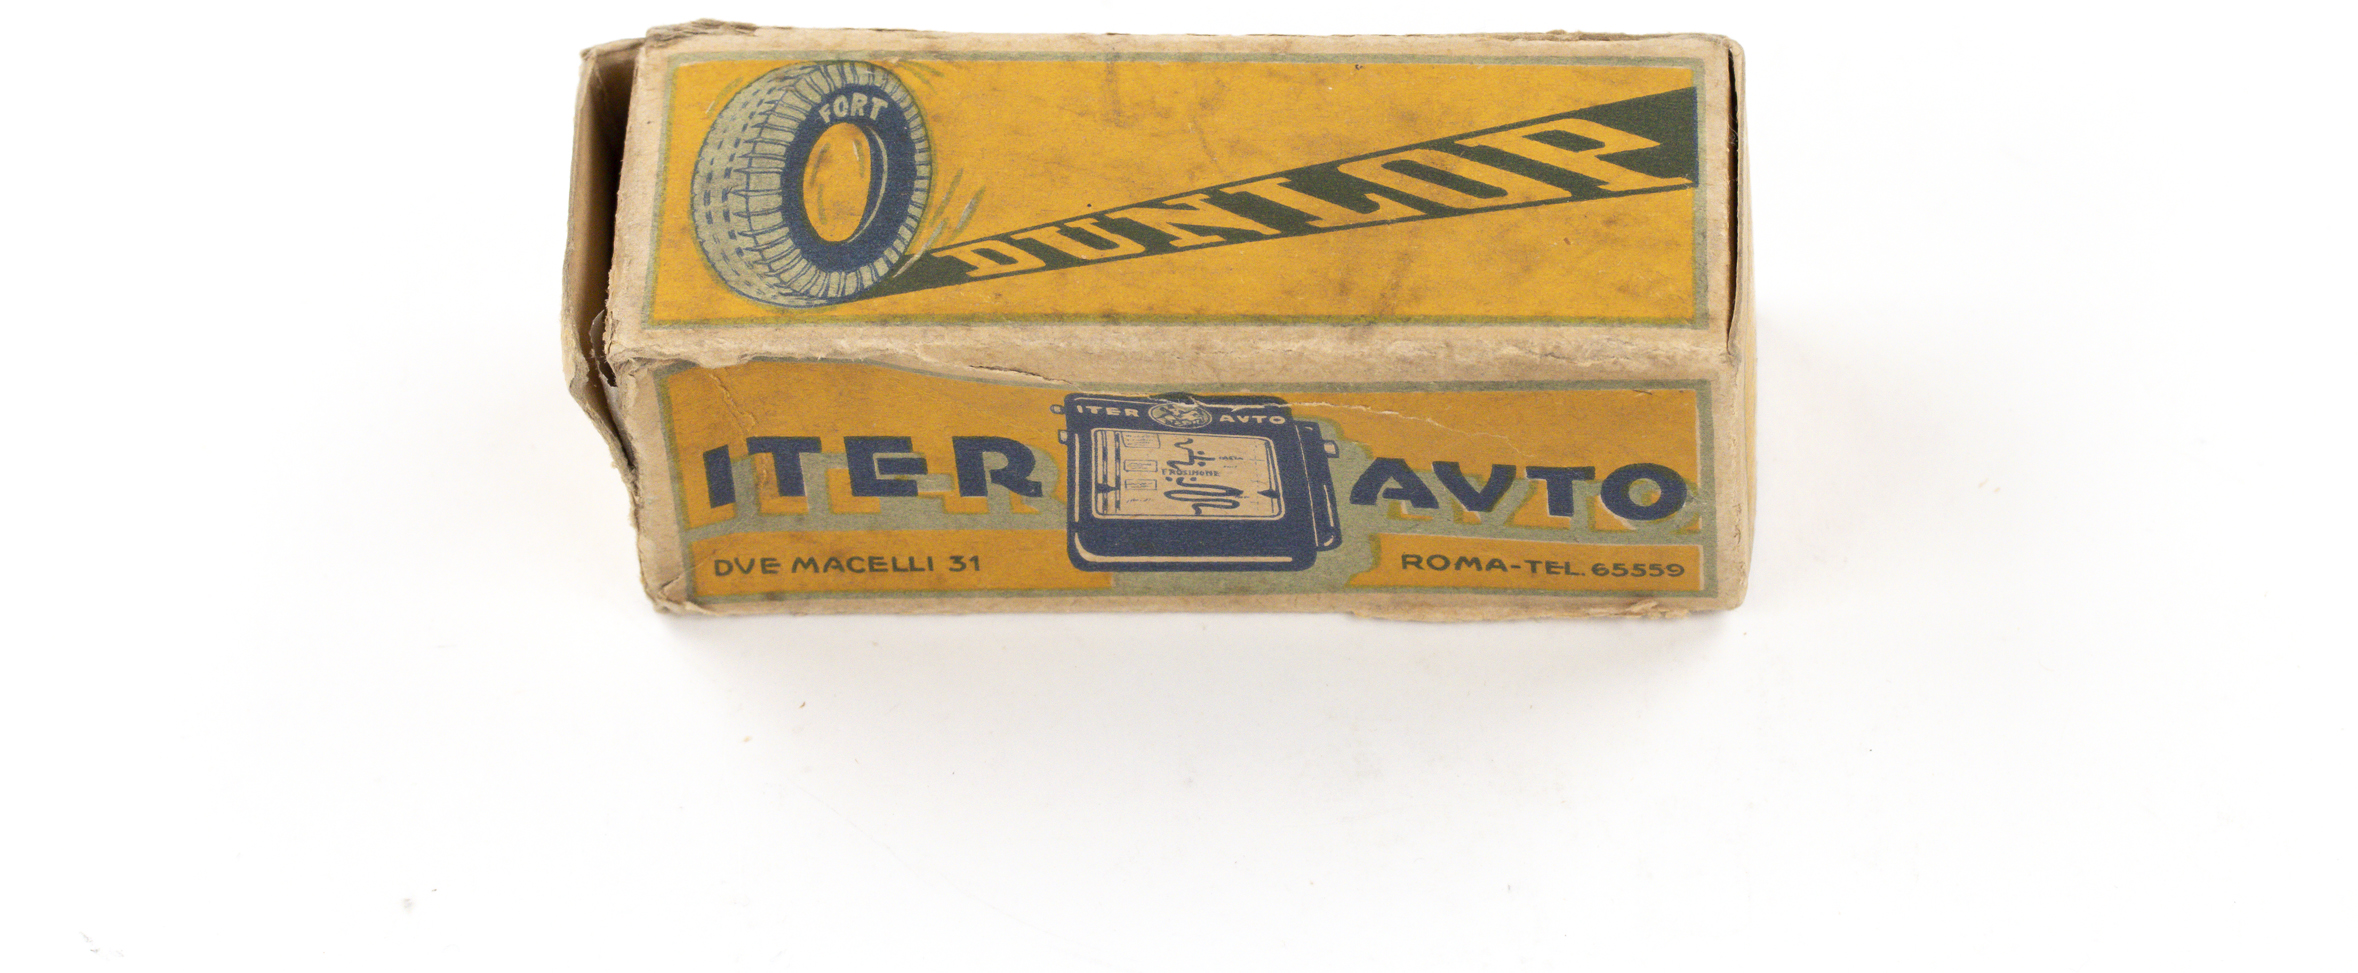 FORT
DUNLOP
ITER AVTO
ITER AVTO
FROSINONE
DVE MACELLI 31
ROMA-TEL. 65559